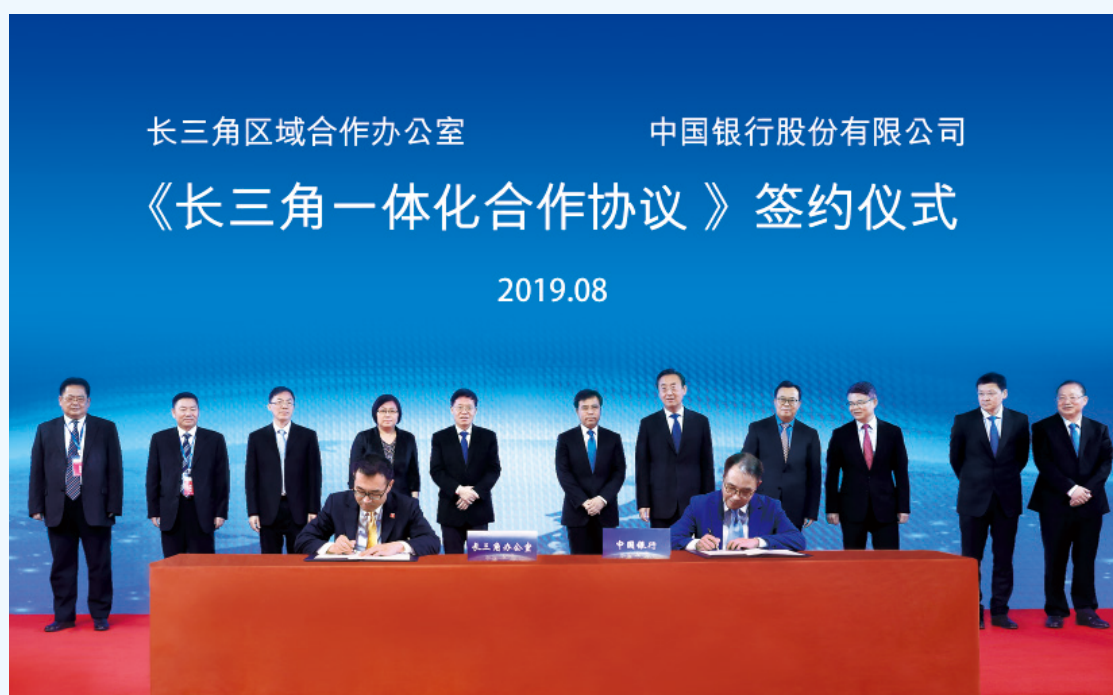 长三角区域合作办公室 中国银行股份有限公司
《长三角一体化合作协议 》签约仪式
2019.08
长三角办公室 中国银行